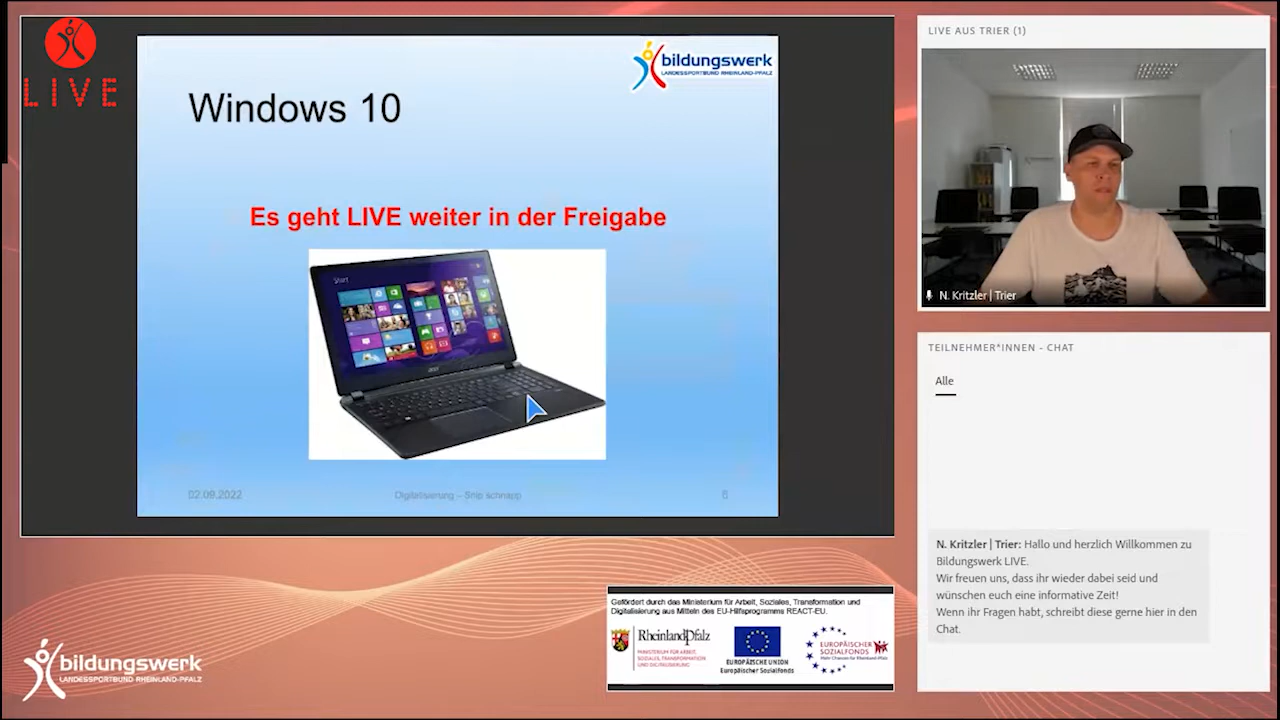 LIVE
bildungswerk
LANDESSPORTBUND RHEINLAND-PFALZ
Windows 10
Es geht LIVE weiter in der Freigabe
Start
acer
02.09.2022
Digitalisierung – Snip schnapp
LIVE AUS TRIER (1)
N. Kritzler | Trier
TEILNEHMER*INNEN - CHAT
Alle
N. Kritzler | Trier: Hallo und herzlich Willkommen zu
Bildungswerk LIVE.
Wir freuen uns, dass ihr wieder dabei seid und
wünschen euch eine informative Zeit!
Wenn ihr Fragen habt, schreibt diese gerne hier in den
Chat.
Gefördert durch das Ministerium für Arbeit, Soziales, Transformation und
Digitalisierung aus Mitteln des EU-Hilfsprogramms REACT-EU.
RheinlandPfalz
MINISTERIUM FÜR ARBEIT,
SOZIALES, TRANSFORMATION
UND DIGITALISIERUNG
EUROPÄISCHE UNION
Europäischer Sozialfonds
EUROPÄISCHER
SOZIALFONDS
Mehr Chancen für Rheinland-Pfalz
bildungswerk
LANDESSPORTBUND RHEINLAND-PFALZ